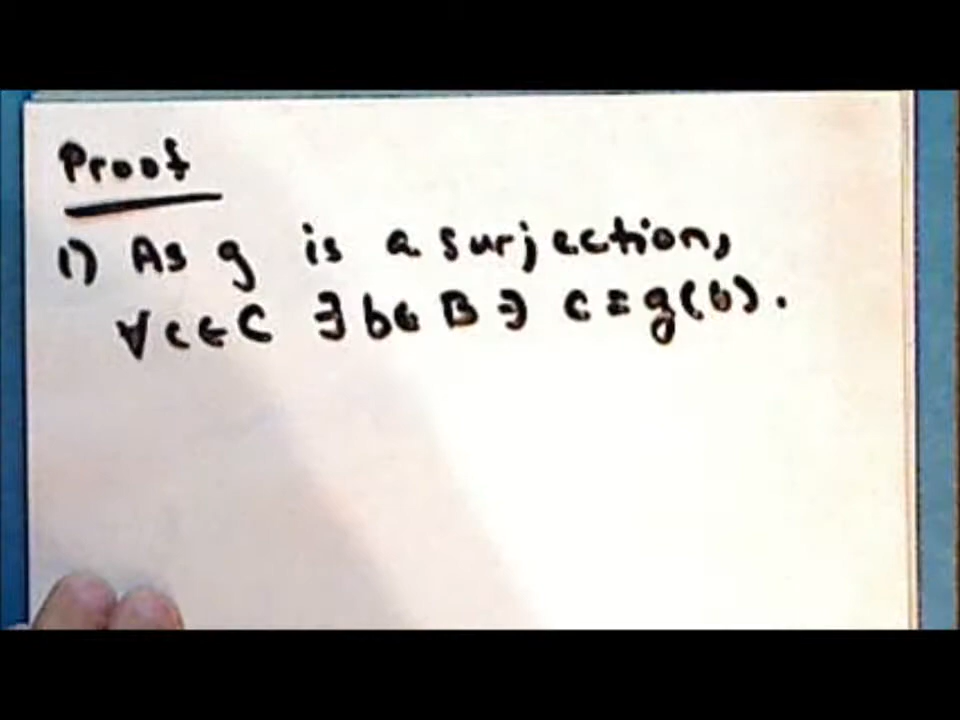 Proof
1) As g is a surjection,
∀c∈C ∃b∈B ∋ c=g(b).